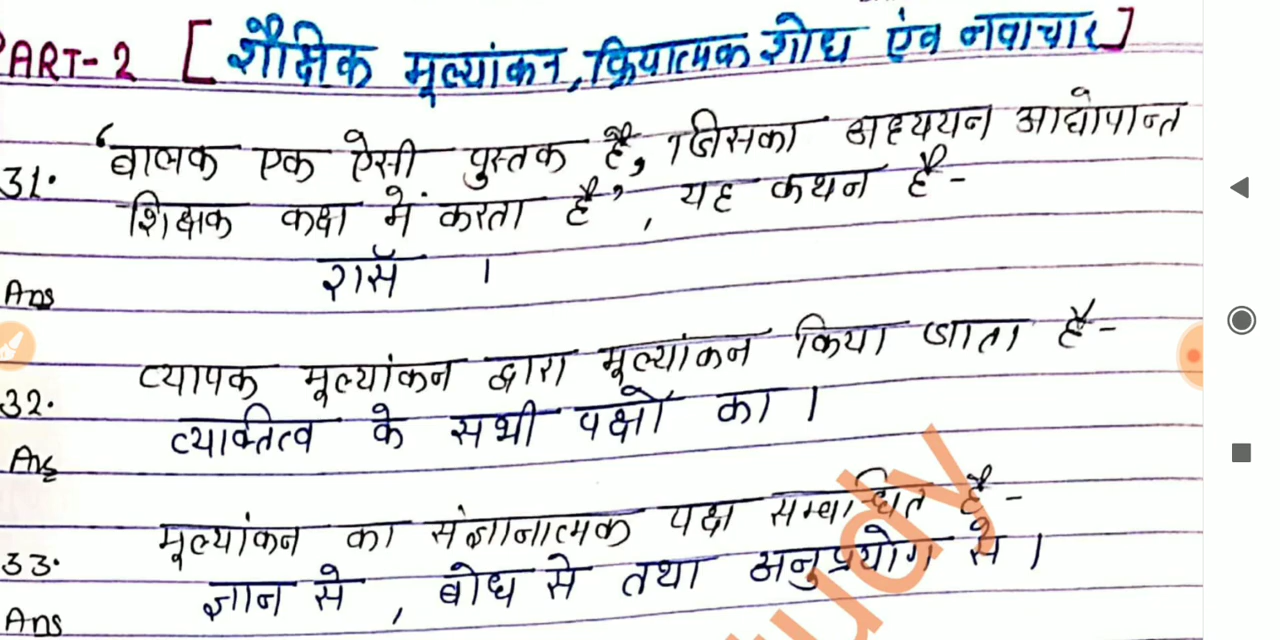 PART-2 [शैक्षिक मूल्यांकन, क्रियात्मक शोध एंव नवाचार]
31. ‘बालक एक ऐसी पुस्तक है, जिसका अध्ययन आद्योपान्त
शिक्षक कक्षा में करता है’, यह कथन है-
Ans रॉस ।
32. व्यापक मूल्यांकन द्वारा मूल्यांकन किया जाता है-
Ans व्यक्तित्व के सभी पक्षों का ।
33. मूल्यांकन का संज्ञानात्मक पक्ष सम्बन्धित है-
Ans ज्ञान से , बोध से तथा अनुप्रयोग से ।